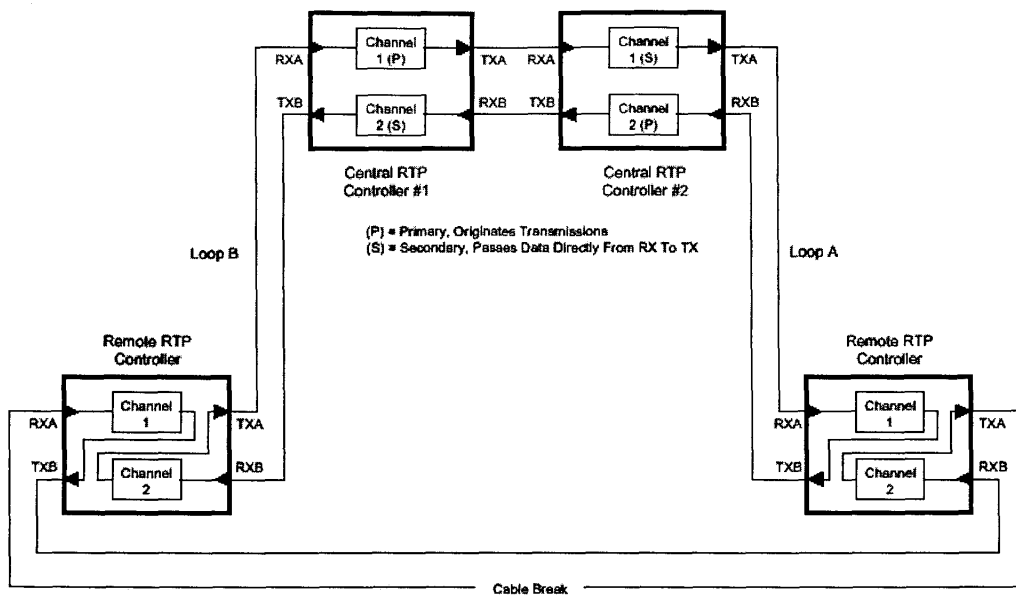 Channel
1 (P)
Channel
1 (S)
RXA
TXA
RXA
TXA
TXB
RXB
TXB
RXB
Channel
2 (S)
Channel
2 (P)
Central RTP
Controller #1
Central RTP
Controller #2
(P) = Primary, Originates Transmissions
(S) = Secondary, Passes Data Directly From RX To TX
Loop B
Loop A
Remote RTP
Controller
Remote RTP
Controller
Channel
1
Channel
1
RXA
TXA
RXA
TXA
TXB
RXB
TXB
RXB
Channel
2
Channel
2
Cable Break